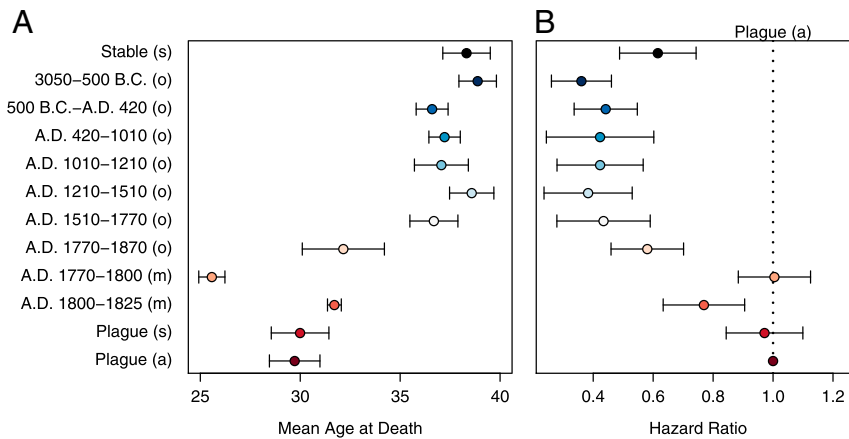 A
B
Plague (a)
Stable (s)
3050−500 B.C. (o)
500 B.C.−A.D. 420 (o)
A.D. 420−1010 (o)
A.D. 1010−1210 (o)
A.D. 1210−1510 (o)
A.D. 1510−1770 (o)
A.D. 1770−1870 (o)
A.D. 1770−1800 (m)
A.D. 1800−1825 (m)
Plague (s)
Plague (a)
25 30 35 40
0.4 0.6 0.8 1.0 1.2
Mean Age at Death
Hazard Ratio